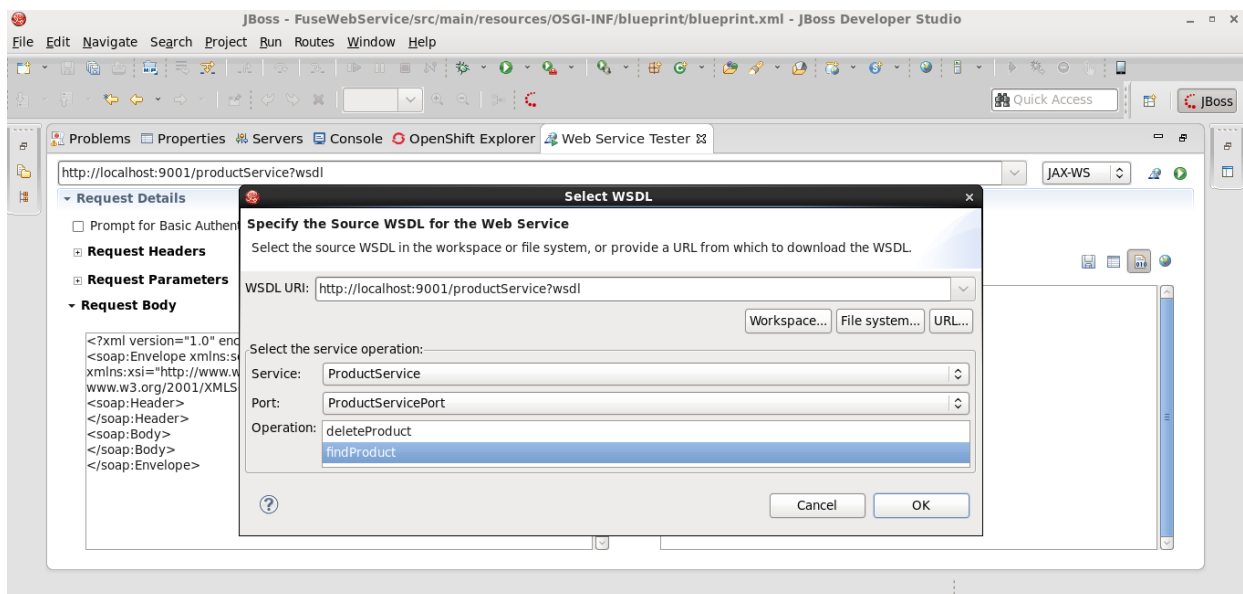 JBoss - FuseWebService/src/main/resources/OSGI-INF/blueprint/blueprint.xml - JBoss Developer Studio
File Edit Navigate Search Project Run Routes Window Help
Quick Access
JBoss
Problems Properties Servers Console OpenShift Explorer Web Service Tester
http://localhost:9001/productService?wsdl
JAX-WS
Request Details
Prompt for Basic Authen
Request Headers
Request Parameters
Request Body
<?xml version="1.0" enc
<soap:Envelope xmlns:s
xmlns:xsi="http://www.w
www.w3.org/2001/XMLS
<soap:Header>
</soap:Header>
<soap:Body>
</soap:Body>
</soap:Envelope>
Select WSDL
Specify the Source WSDL for the Web Service
Select the source WSDL in the workspace or file system, or provide a URL from which to download the WSDL.
WSDL URI: http://localhost:9001/productService?wsdl
Workspace... File system... URL...
Select the service operation:
Service: ProductService
Port: ProductServicePort
Operation: deleteProduct
findProduct
Cancel OK